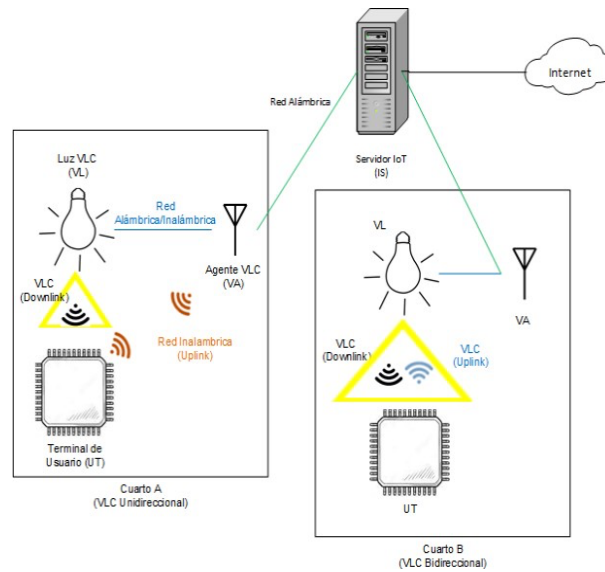 Internet
Red Alámbrica
Servidor IoT
(IS)
Luz VLC
(VL)
Red
Alámbrica/Inalámbrica
Agente VLC
(VA)
VLC
(Downlink)
Red Inalambrica
(Uplink)
Terminal de
Usuario (UT)
Cuarto A
(VLC Unidireccional)
VL
VA
VLC
(Downlink)
VLC
(Uplink)
UT
Cuarto B
(VLC Bidireccional)